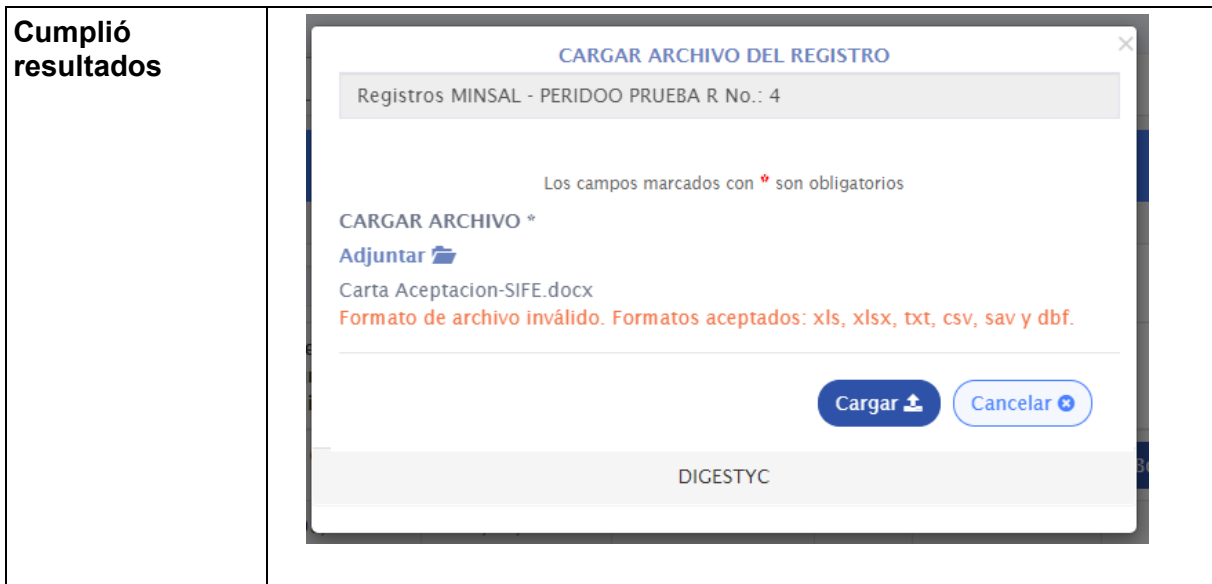 Cumplió
resultados
CARGAR ARCHIVO DEL REGISTRO
Registros MINSAL - PERIDOO PRUEBA R No.: 4
Los campos marcados con * son obligatorios
CARGAR ARCHIVO *
Adjuntar
Carta Aceptacion-SIFE.docx
Formato de archivo inválido. Formatos aceptados: xls, xlsx, txt, csv, sav y dbf.
Cargar
Cancelar
DIGESTYC